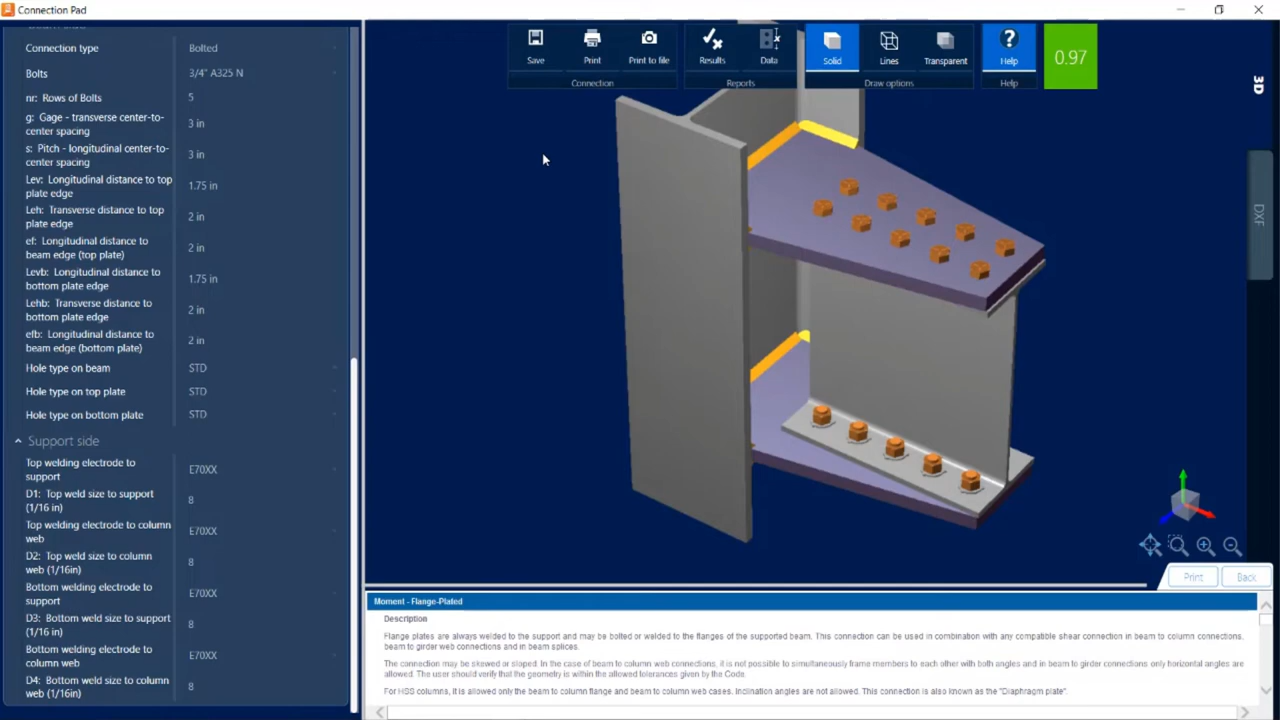 Connection Pad
Connection type
Bolted
Bolts
3/4" A325 N
nr: Rows of Bolts
5
g: Gage - transverse center-to-
center spacing
3 in
s: Pitch - longitudinal center-to-
center spacing
3 in
Lev: Longitudinal distance to top
plate edge
1.75 in
Leh: Transverse distance to top
plate edge
2 in
ef: Longitudinal distance to
beam edge (top plate)
2 in
Levb: Longitudinal distance to
bottom plate edge
1.75 in
Lehb: Transverse distance to
bottom plate edge
2 in
efb: Longitudinal distance to
beam edge (bottom plate)
2 in
Hole type on beam
STD
Hole type on top plate
STD
Hole type on bottom plate
STD
Support side
Top welding electrode to
support
E70XX
D1: Top weld size to support
(1/16 in)
8
Top welding electrode to column
web
E70XX
D2: Top weld size to column
web (1/16in)
8
Bottom welding electrode to
support
E70XX
D3: Bottom weld size to support
(1/16 in)
8
Bottom welding electrode to
column web
E70XX
D4: Bottom weld size to column
web (1/16in)
8
Save
Print
Print to file
Connection
Results
Data
Reports
Solid
Lines
Transparent
Draw options
Help
Help
0.97
3D
DXF
Print
Back
Moment - Flange-Plated
Description
Flange plates are always welded to the support and may be bolted or welded to the flanges of the supported beam. This connection can be used in combination with any compatible shear connection in beam to column connections,
beam to girder web connections and in beam splices.
The connection may be skewed or sloped. In the case of beam to column web connections, it is not possible to simultaneously frame members to each other with both angles and in beam to girder connections only horizontal angles are
allowed. The user should verify that the geometry is within the allowed tolerances given by the Code.
For HSS columns, it is allowed only the beam to column flange and beam to column web cases. Inclination angles are not allowed. This connection is also known as the "Diaphragm plate".